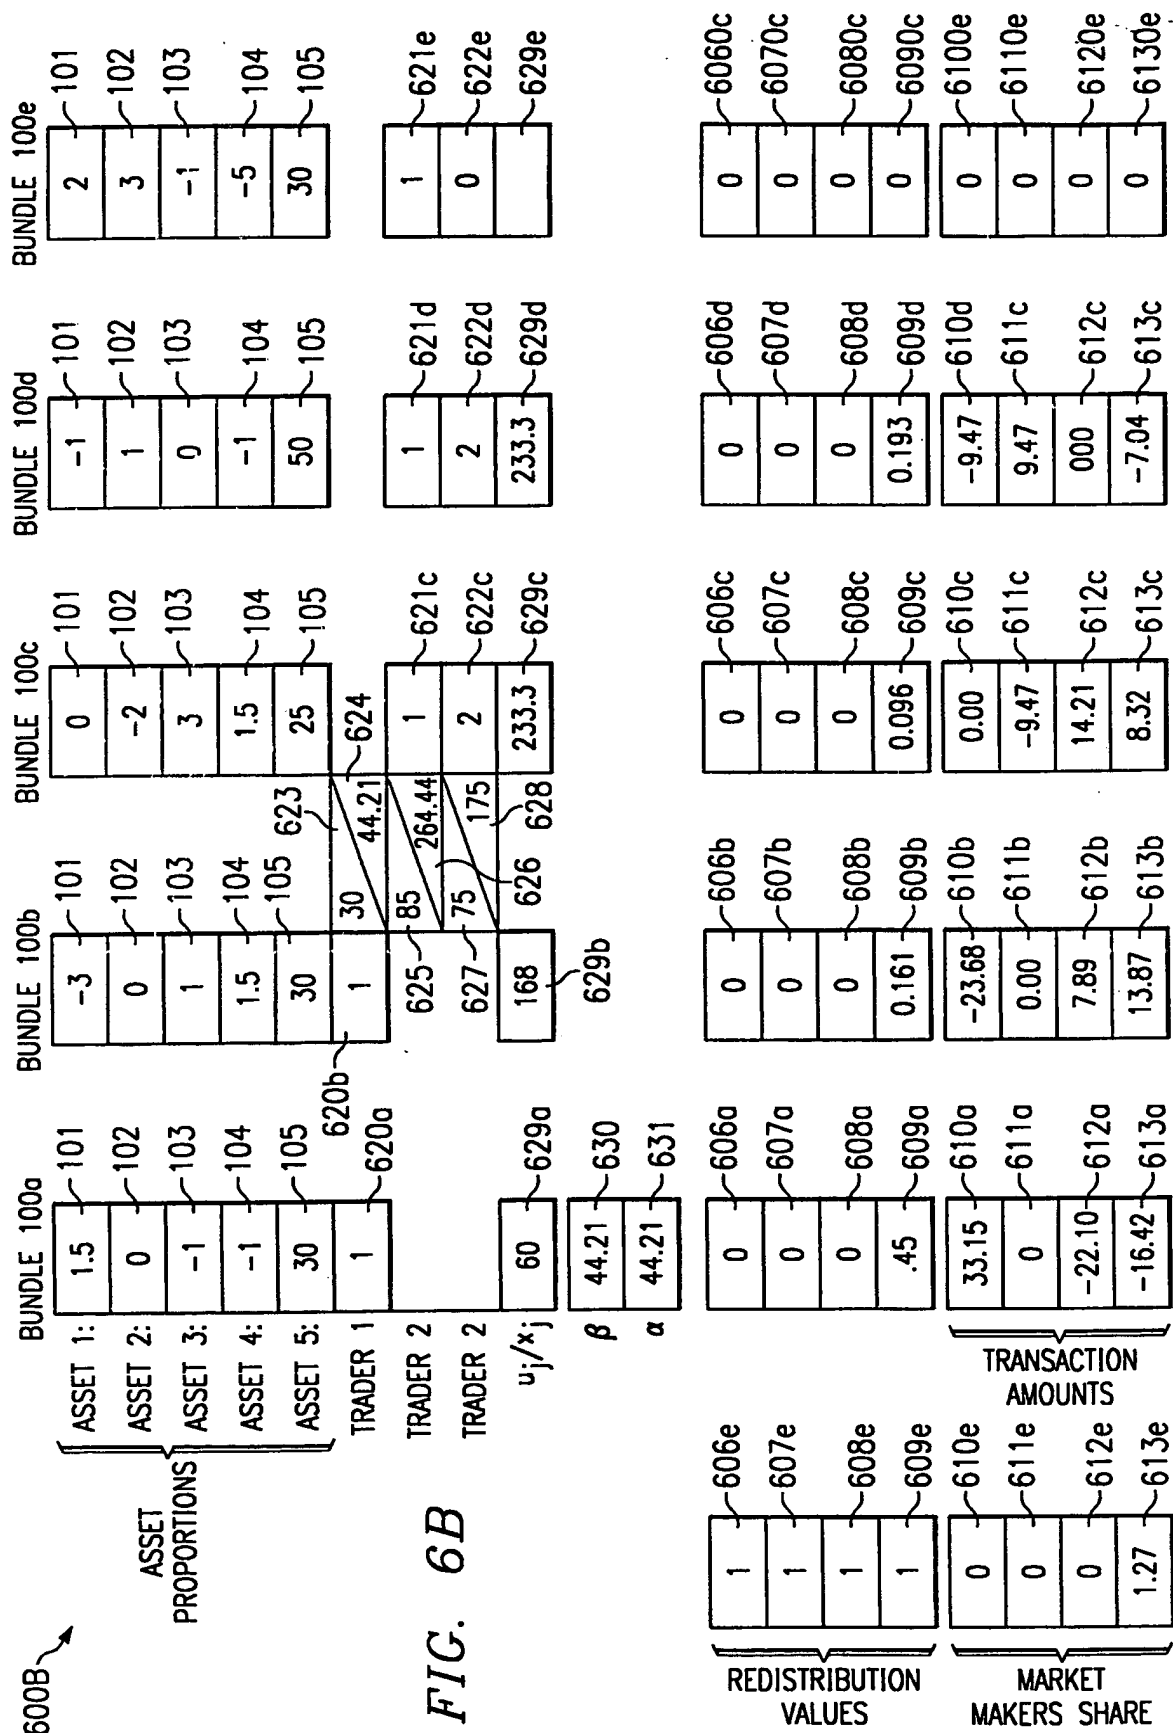 600B
FIG. 6B
BUNDLE 100a BUNDLE 100b BUNDLE 100c BUNDLE 100d BUNDLE 100e
ASSET PROPORTIONS
ASSET 1: 1.5 101 -3 101 0 101 -1 101 2 101
ASSET 2: 0 102 0 102 -2 102 1 102 3 102
ASSET 3: -1 103 1 103 3 103 0 103 -1 103
ASSET 4: -1 104 1.5 104 1.5 104 -1 104 -5 104
ASSET 5: 30 105 30 105 25 105 50 105 30 105
TRADER 1 1 620a 620b 1 30 623 44.21 624
TRADER 2 625 85 264.44 626 1 621c 1 621d 1 621e
TRADER 2 627 75 175 628 2 622c 2 622d 0 622e
uj/xj 60 629a 168 629b 233.3 629c 233.3 629d 629e
β 44.21 630
α 44.21 631
REDISTRIBUTION VALUES
1 606e 0 606a 0 606b 0 606c 0 606d 0 6060c
1 607e 0 607a 0 607b 0 607c 0 607d 0 6070c
1 608e 0 608a 0 608b 0 608c 0 608d 0 6080c
1 609e .45 609a 0.161 609b 0.096 609c 0.193 609d 0 6090c
MARKET MAKERS SHARE
TRANSACTION AMOUNTS
0 610e 33.15 610a -23.68 610b 0.00 610c -9.47 610d 0 6100e
0 611e 0 611a 0.00 611b -9.47 611c 9.47 611c 0 6110e
0 612e -22.10 612a 7.89 612b 14.21 612c 000 612c 0 6120e
1.27 613e -16.42 613a 13.87 613b 8.32 613c -7.04 613c 0 6130e